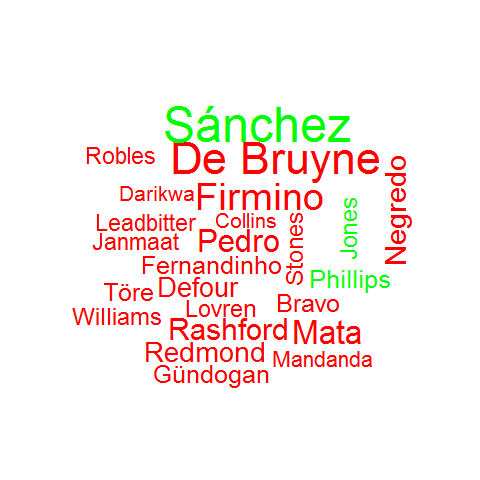 Sánchez
Robles
De Bruyne
Darikwa
Firmino
Negredo
Leadbitter
Collins
Jones
Janmaat
Pedro
Stones
Fernandinho
Phillips
Töre
Defour
Bravo
Williams
Lovren
Rashford
Mata
Redmond
Mandanda
Gündogan